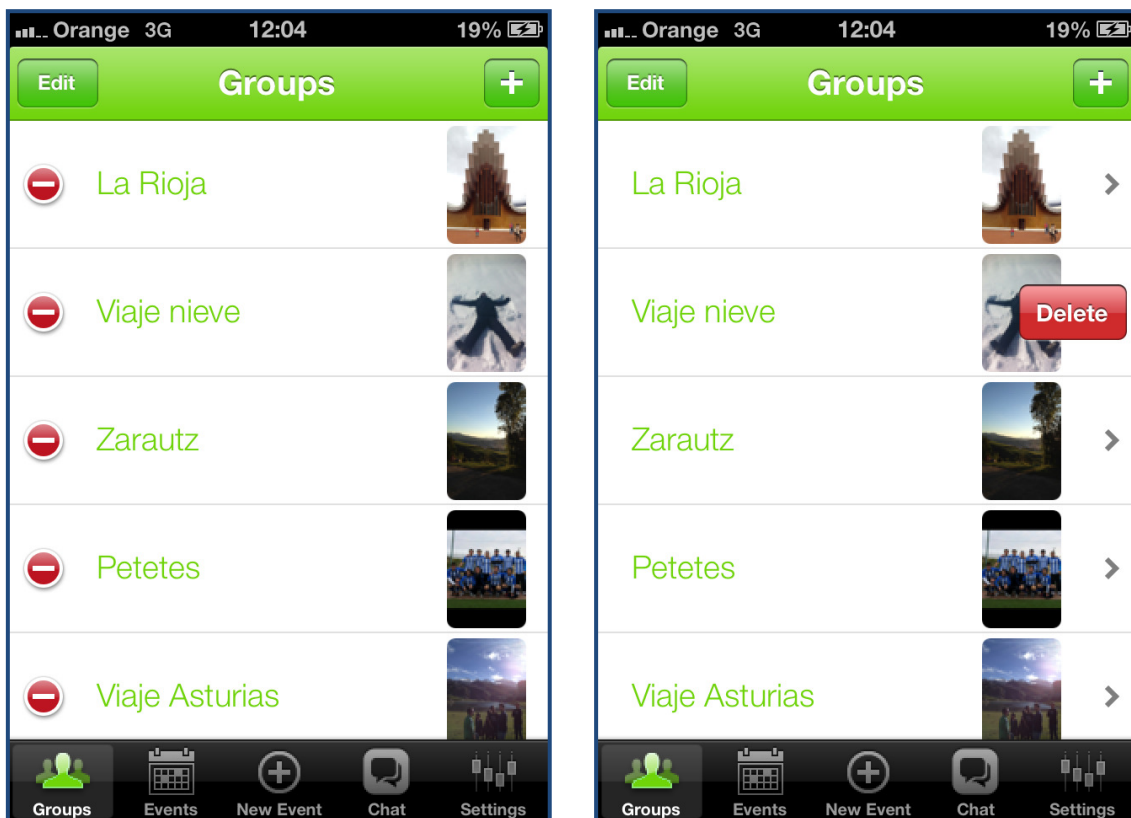 Orange 3G 12:04 19%
Edit Groups +
La Rioja
Viaje nieve
Zarautz
Petetes
Viaje Asturias
Groups Events New Event Chat Settings
Orange 3G 12:04 19%
Edit Groups +
La Rioja
Viaje nieve
Delete
Zarautz
Petetes
Viaje Asturias
Groups Events New Event Chat Settings